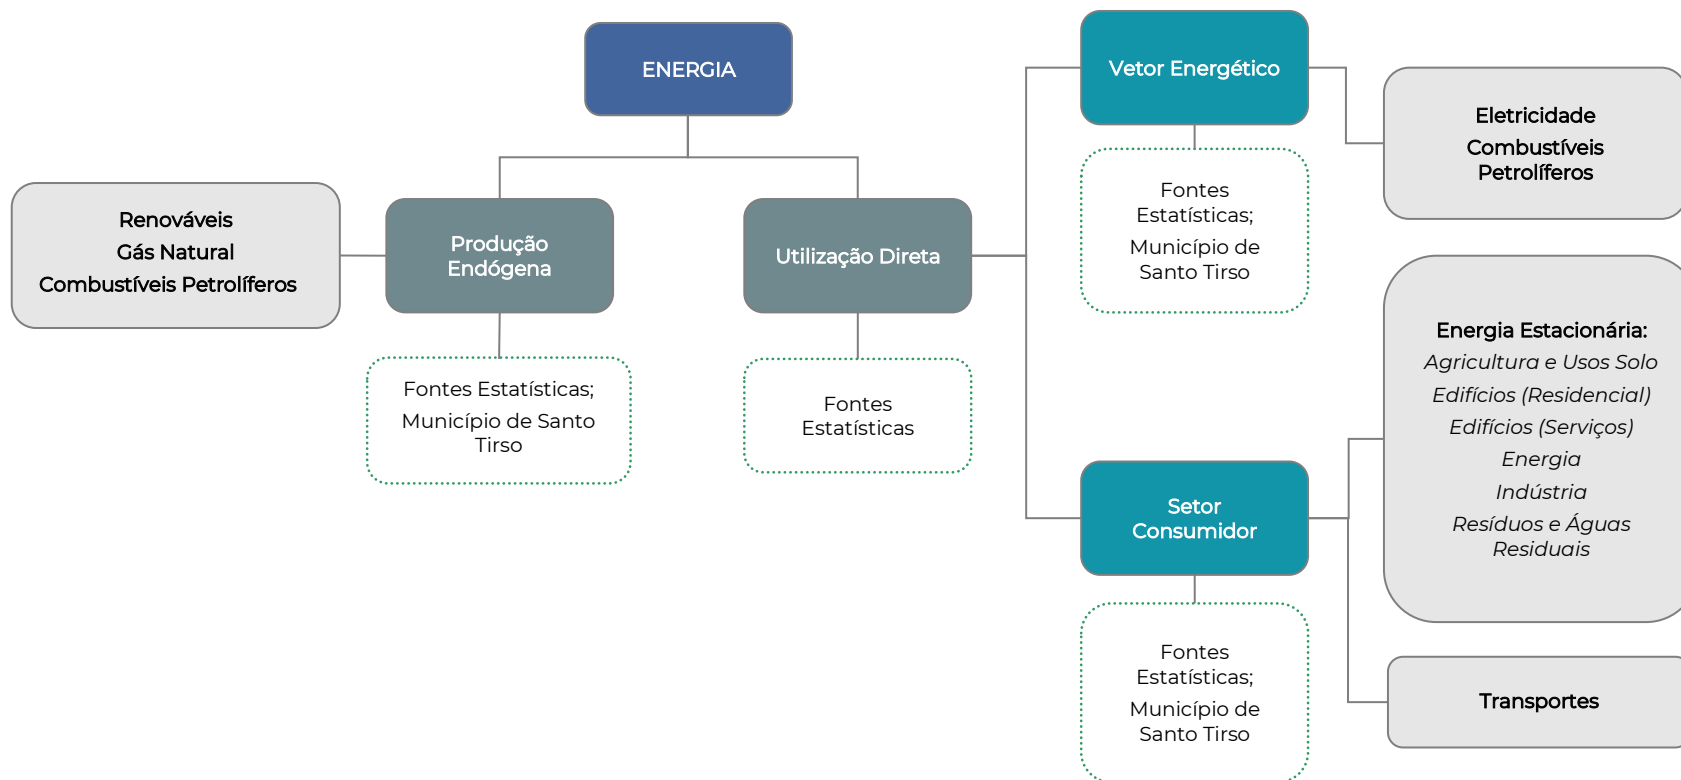 ENERGIA
Vetor Energético
Eletricidade
Combustíveis
Petrolíferos
Renováveis
Gás Natural
Combustíveis Petrolíferos
Produção
Endógena
Utilização Direta
Fontes
Estatísticas;
Município de
Santo Tirso
Fontes Estatísticas;
Município de Santo
Tirso
Fontes
Estatísticas
Energia Estacionária:
Agricultura e Usos Solo
Edifícios (Residencial)
Edifícios (Serviços)
Energia
Indústria
Resíduos e Águas
Residuais
Setor
Consumidor
Fontes
Estatísticas;
Município de
Santo Tirso
Transportes